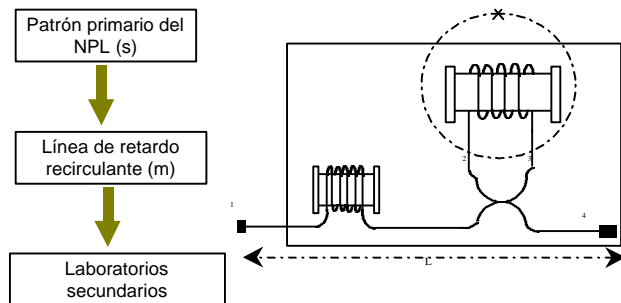 Patrón primario del
NPL (s)
Línea de retardo
recirculante (m)
Laboratorios
secundarios
1
2
3
4
L